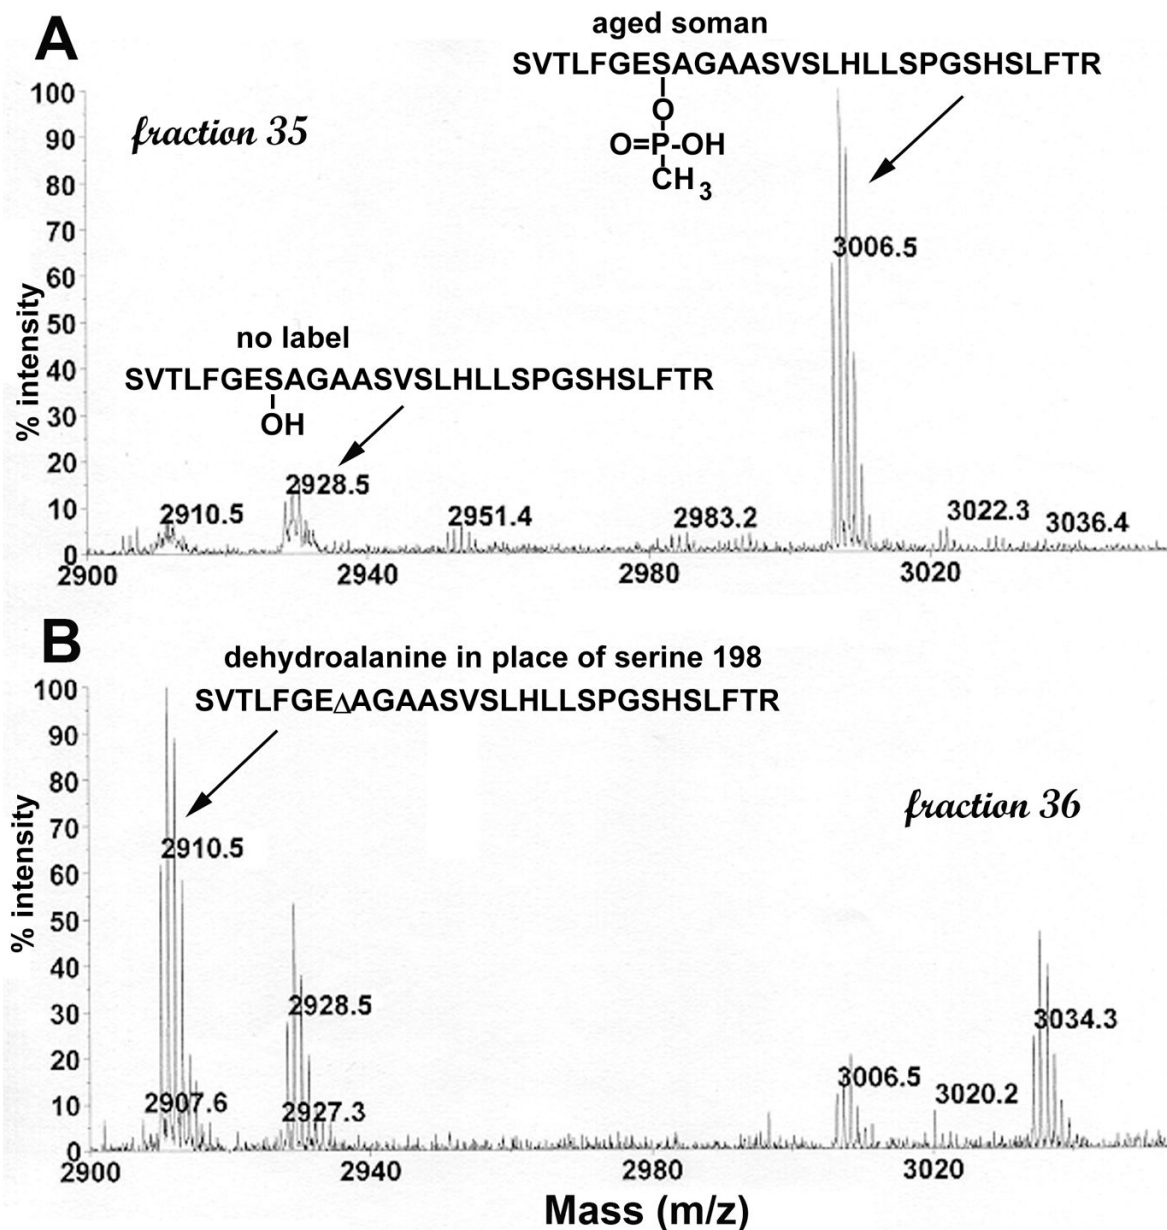 A
aged soman
SVTLFGESAGAASVSLHLLSPGSHSLFTR
O
O=P-OH
CH3
fraction 35
100
90
80
70
60
50
40
30
20
10
0
% intensity
3006.5
no label
SVTLFGESAGAASVSLHLLSPGSHSLFTR
OH
2928.5
2910.5
2951.4
2983.2
3022.3
3036.4
2900
2940
2980
3020
B
dehydroalanine in place of serine 198
SVTLFGEΔAGAASVSLHLLSPGSHSLFTR
100
90
80
70
60
50
40
30
20
10
0
% intensity
fraction 36
2910.5
2928.5
3034.3
2907.6
2927.3
3006.5
3020.2
2900
2940
2980
3020
Mass (m/z)